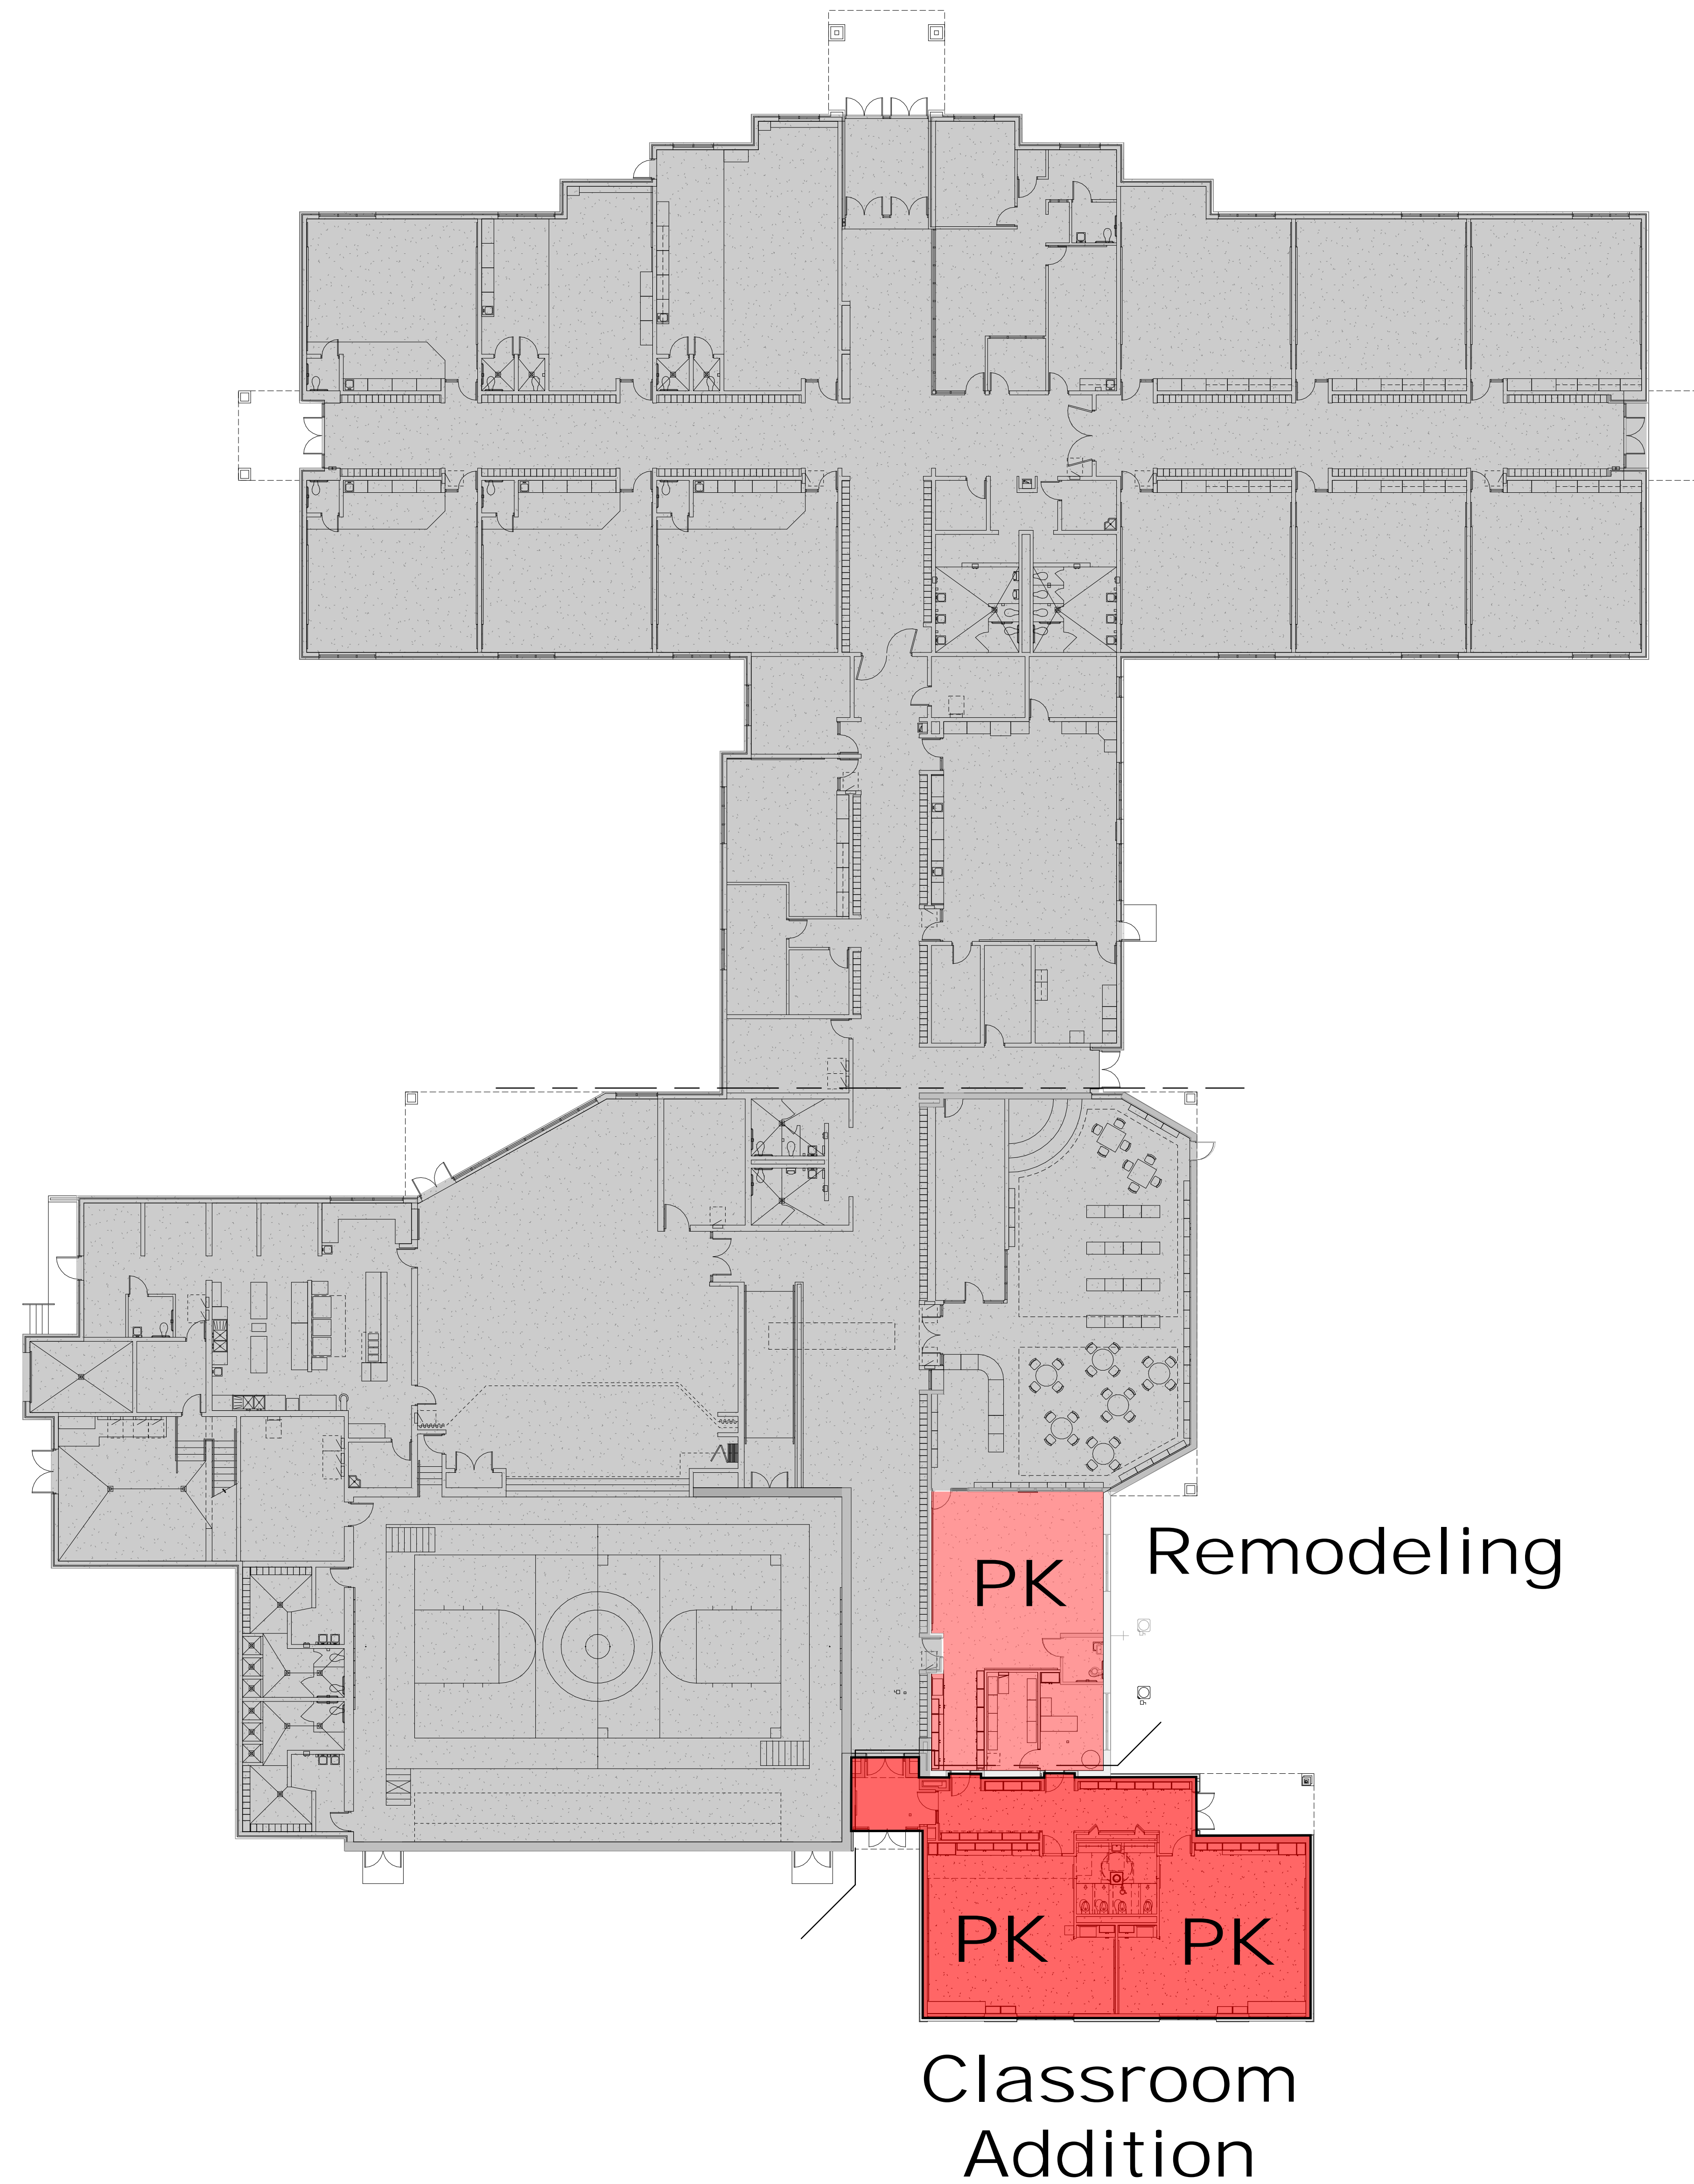 PK
Remodeling
PK
PK
Classroom
Addition